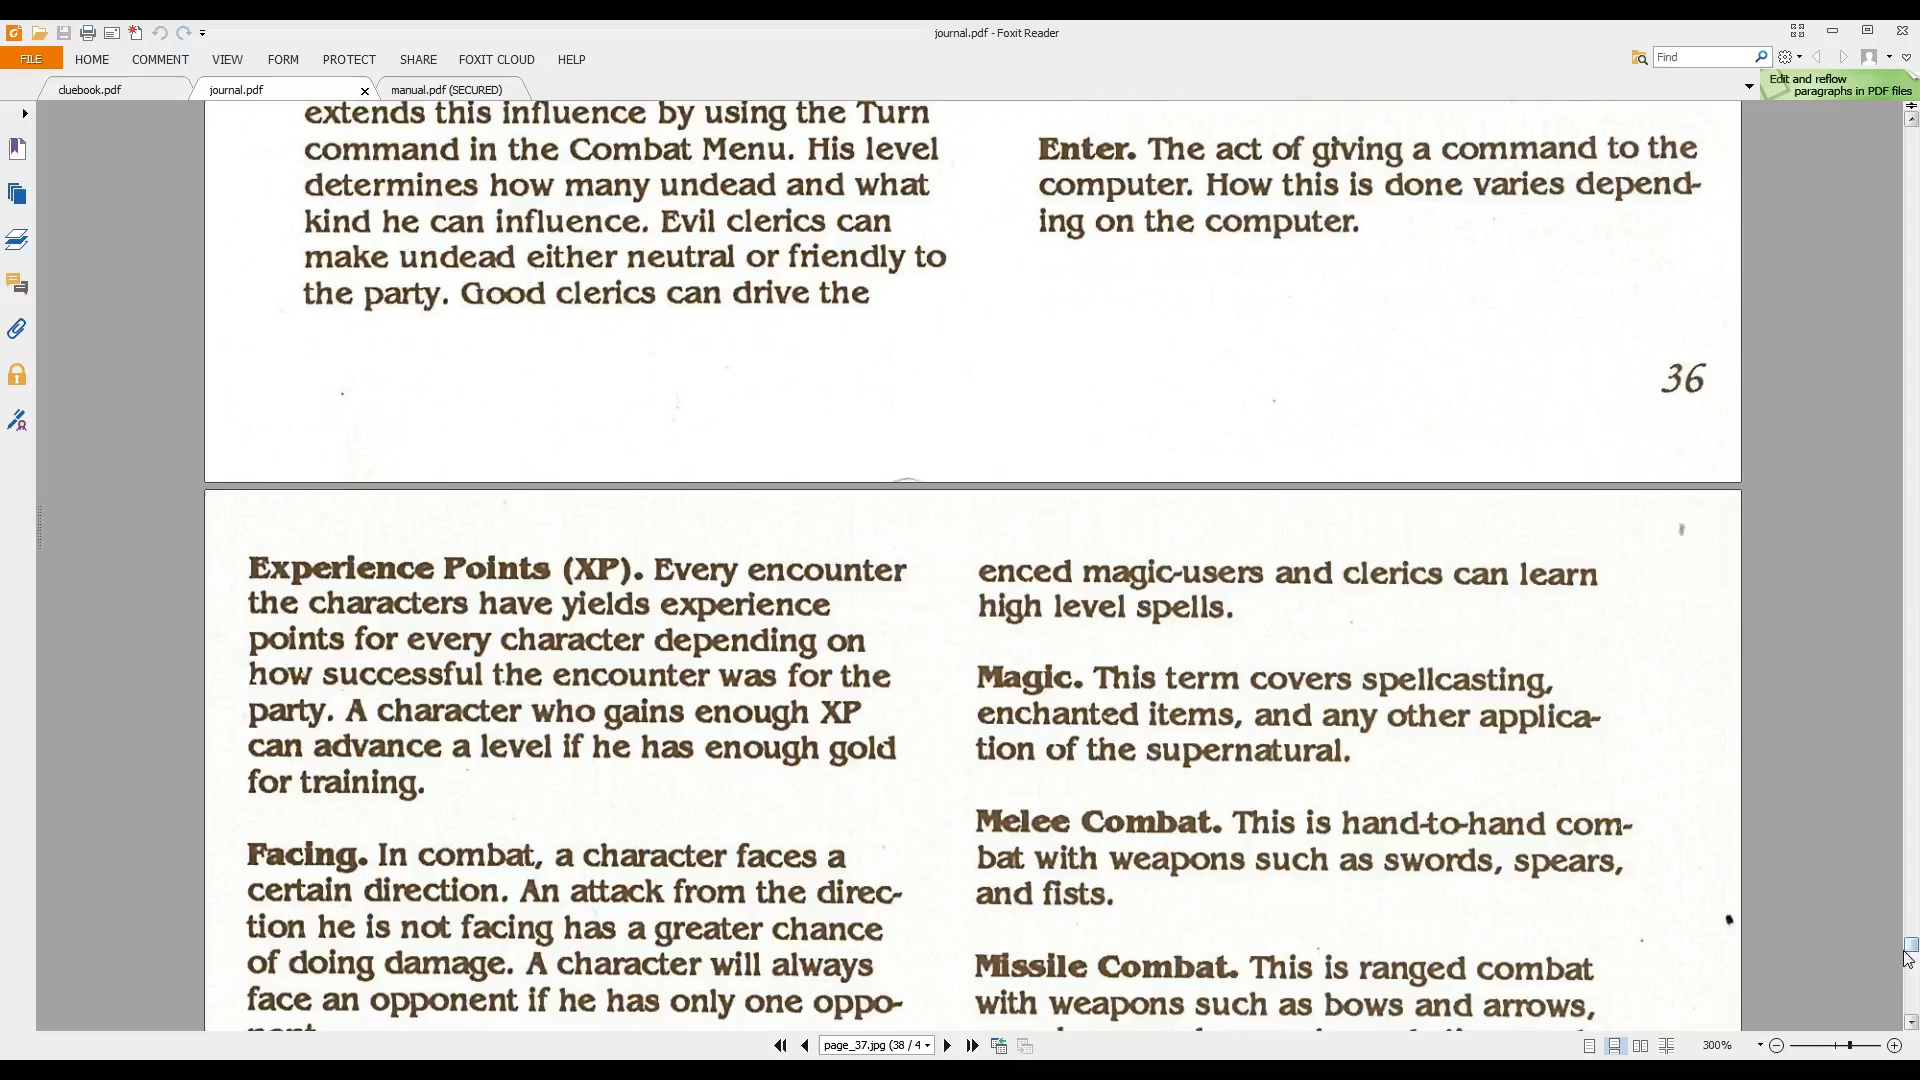 journal.pdf - Foxit Reader
FILE
HOME
COMMENT
VIEW
FORM
PROTECT
SHARE
FOXIT CLOUD
HELP
Find
cluebook.pdf
journal.pdf
manual.pdf (SECURED)
Edit and reflow
paragraphs in PDF files
extends this influence by using the Turn
command in the Combat Menu. His level
determines how many undead and what
kind he can influence. Evil clerics can
make undead either neutral or friendly to
the party. Good clerics can drive the
Enter. The act of giving a command to the
computer. How this is done varies depend-
ing on the computer.
36
Experience Points (XP). Every encounter
the characters have yields experience
points for every character depending on
how successful the encounter was for the
party. A character who gains enough XP
can advance a level if he has enough gold
for training.
Facing. In combat, a character faces a
certain direction. An attack from the direc-
tion he is not facing has a greater chance
of doing damage. A character will always
face an opponent if he has only one oppo-
enced magic-users and clerics can learn
high level spells.
Magic. This term covers spellcasting,
enchanted items, and any other applica-
tion of the supernatural.
Melee Combat. This is hand-to-hand com-
bat with weapons such as swords, spears,
and fists.
Missile Combat. This is ranged combat
with weapons such as bows and arrows,
page_37.jpg (38 / 4
300%